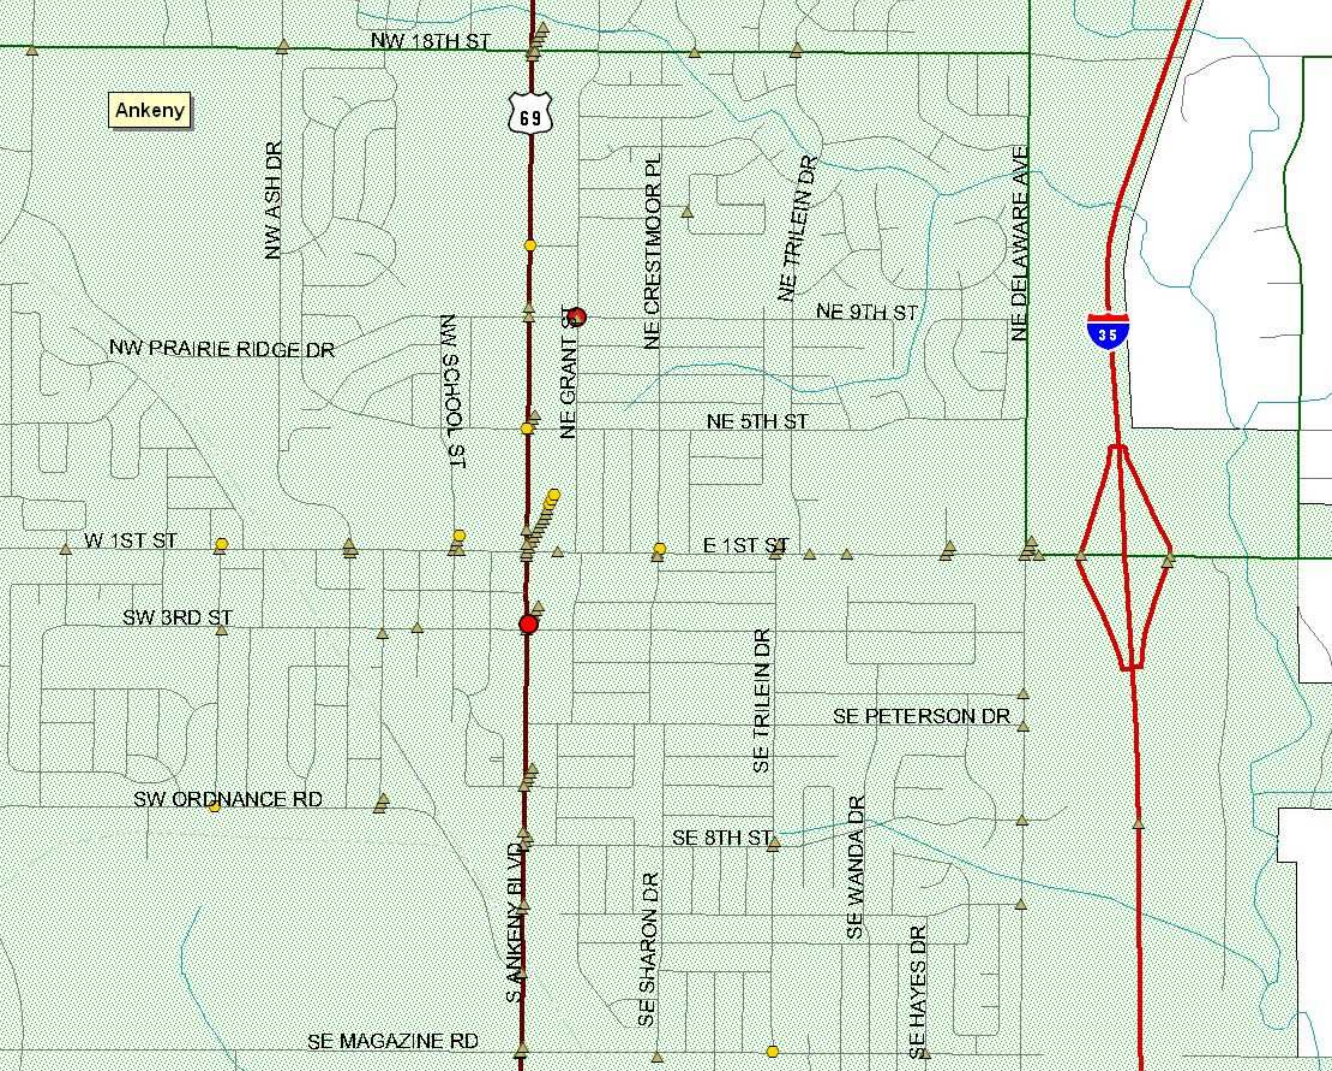 NW 18TH ST
Ankeny
69
NW ASH DR
NE CRESTMOOR PL
NE TRILEIN DR
NE DELAWARE AVE
NE 9TH ST
35
NW PRAIRIE RIDGE DR
NW SCHOOL ST
NE GRANT ST
NE 5TH ST
W 1ST ST
E 1ST ST
SW 3RD ST
SE TRILEIN DR
SE PETERSON DR
SW ORDNANCE RD
SE 8TH ST
SE WANDA DR
S ANKENY BLVD
SE SHARON DR
SE HAYES DR
SE MAGAZINE RD